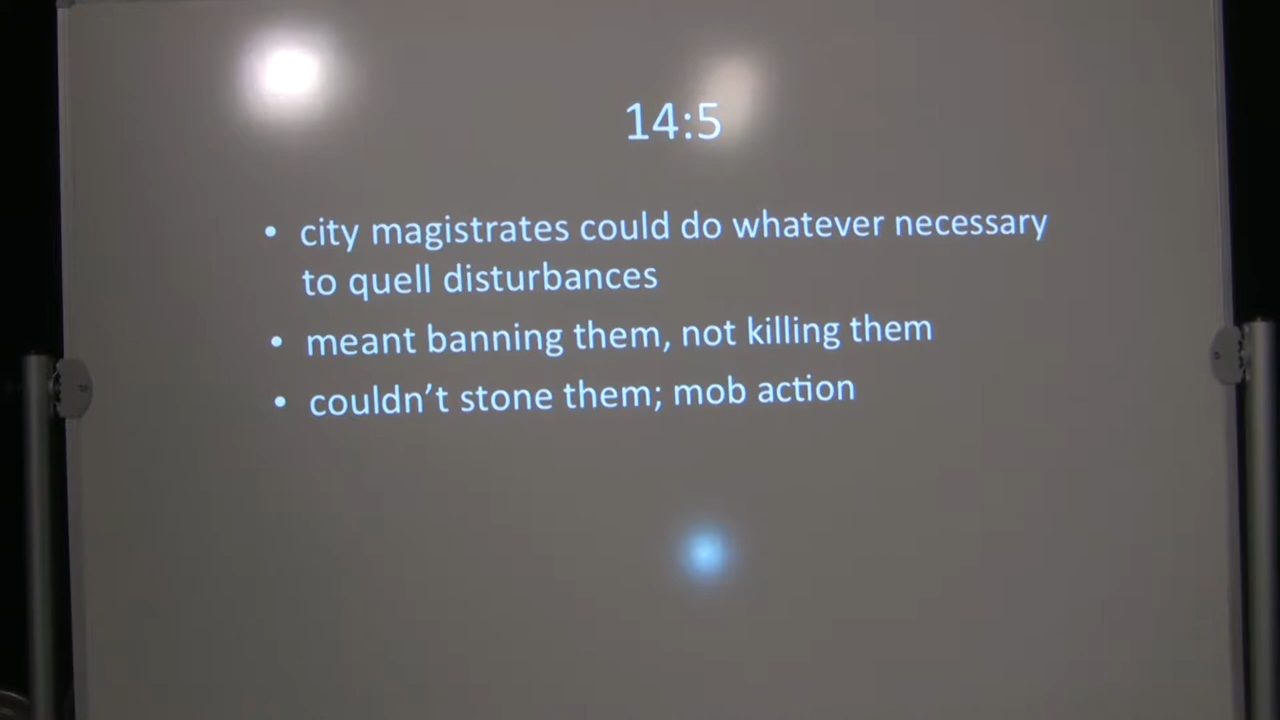 14:5
• city magistrates could do whatever necessary
to quell disturbances
• meant banning them, not killing them
• couldn't stone them; mob action